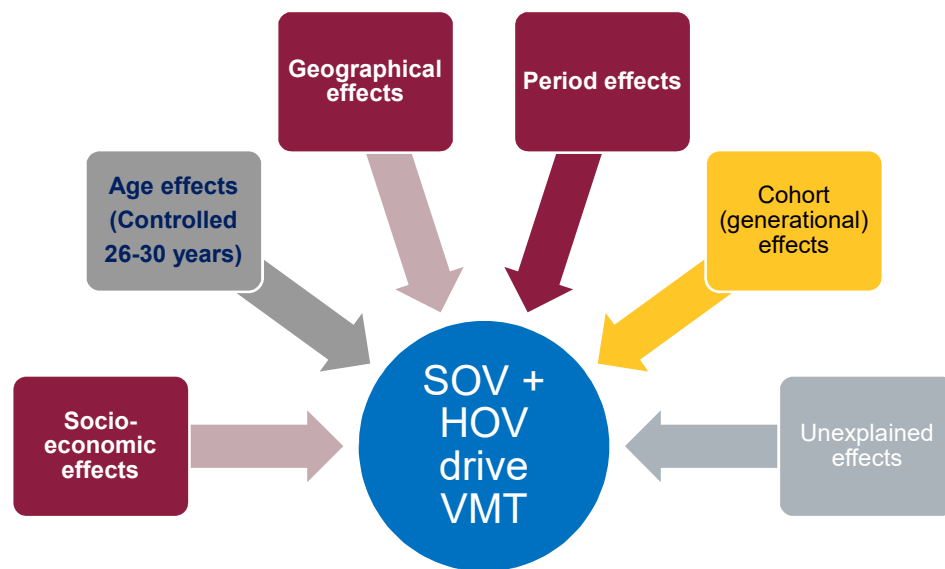 Geographical
effects
Period effects
Age effects
(Controlled
26-30 years)
Cohort
(generational)
effects
Socio-
economic
effects
SOV +
HOV
drive
VMT
Unexplained
effects